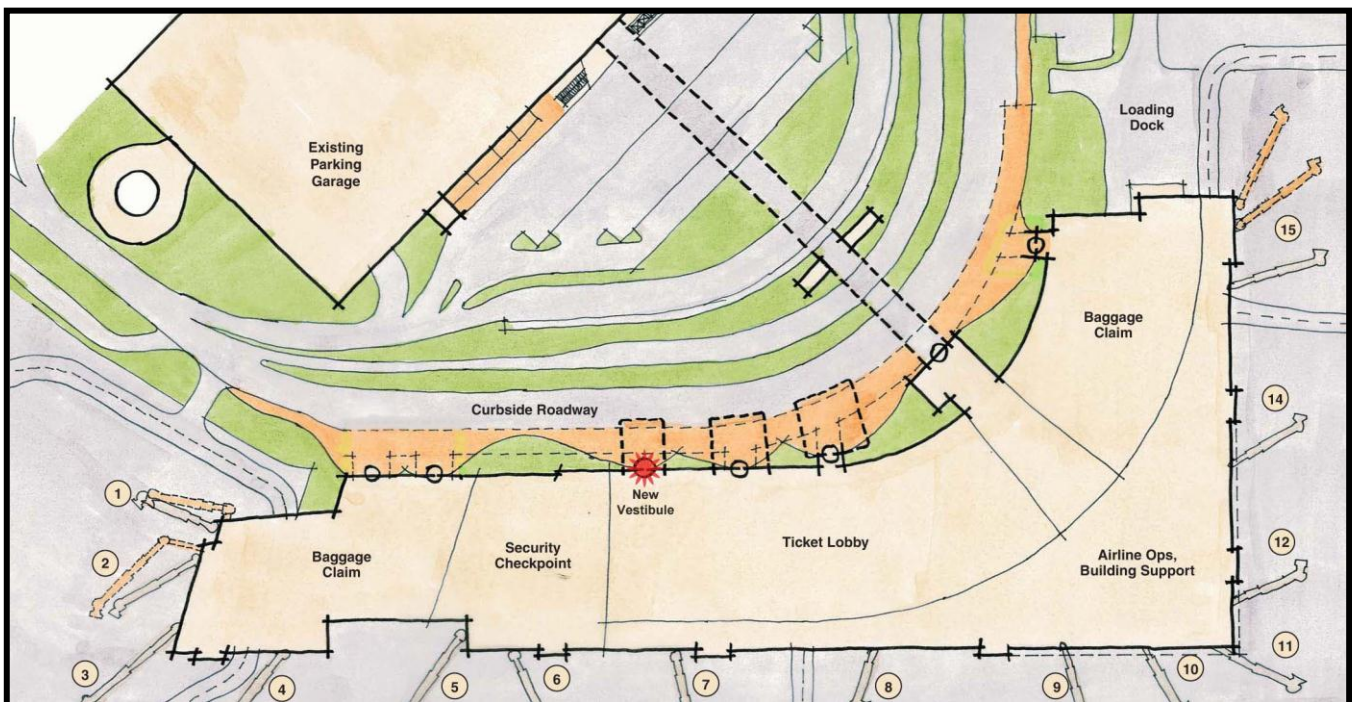 Loading
Dock
Existing
Parking
Garage
15
Baggage
Claim
14
Curbside Roadway
1
New
Vestibule
Ticket Lobby
Security
Checkpoint
Baggage
Claim
2
12
Airline Ops,
Building Support
3
4
5
6
7
8
9
10
11